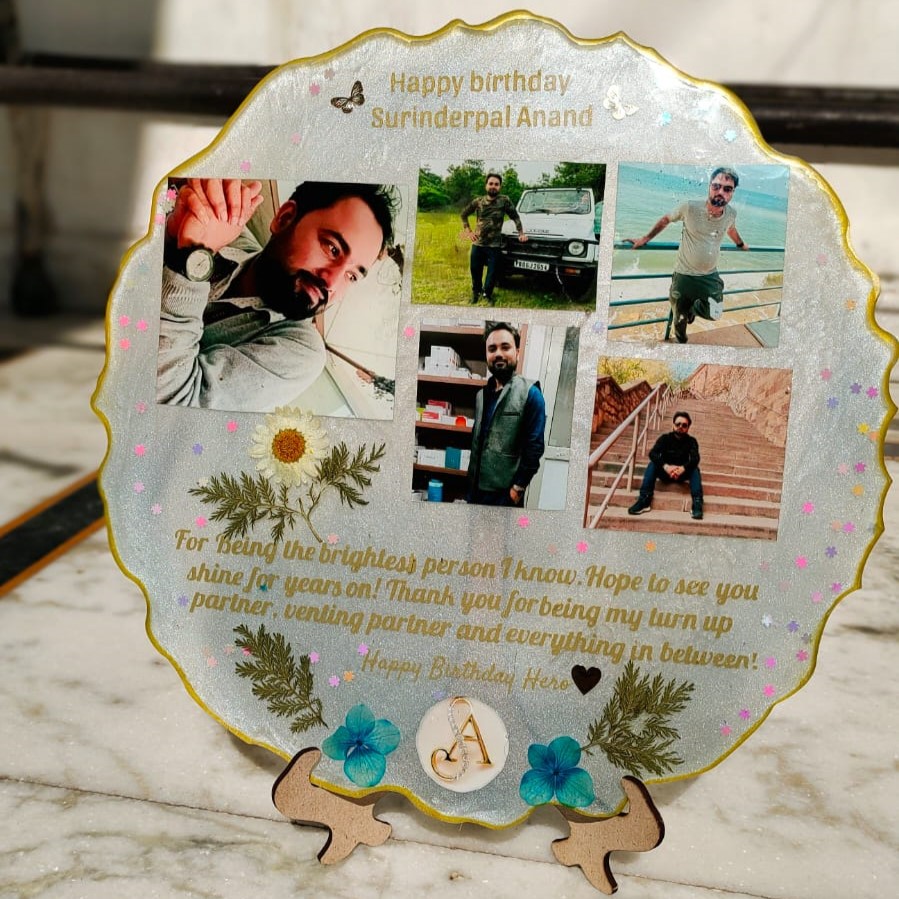 Happy birthday
Surinderpal Anand
For Being the brightest person I know. Hope to see you
shine for years on! Thank you for being my turn up
partner, venting partner and everything in between!
Happy Birthday Hero
SA